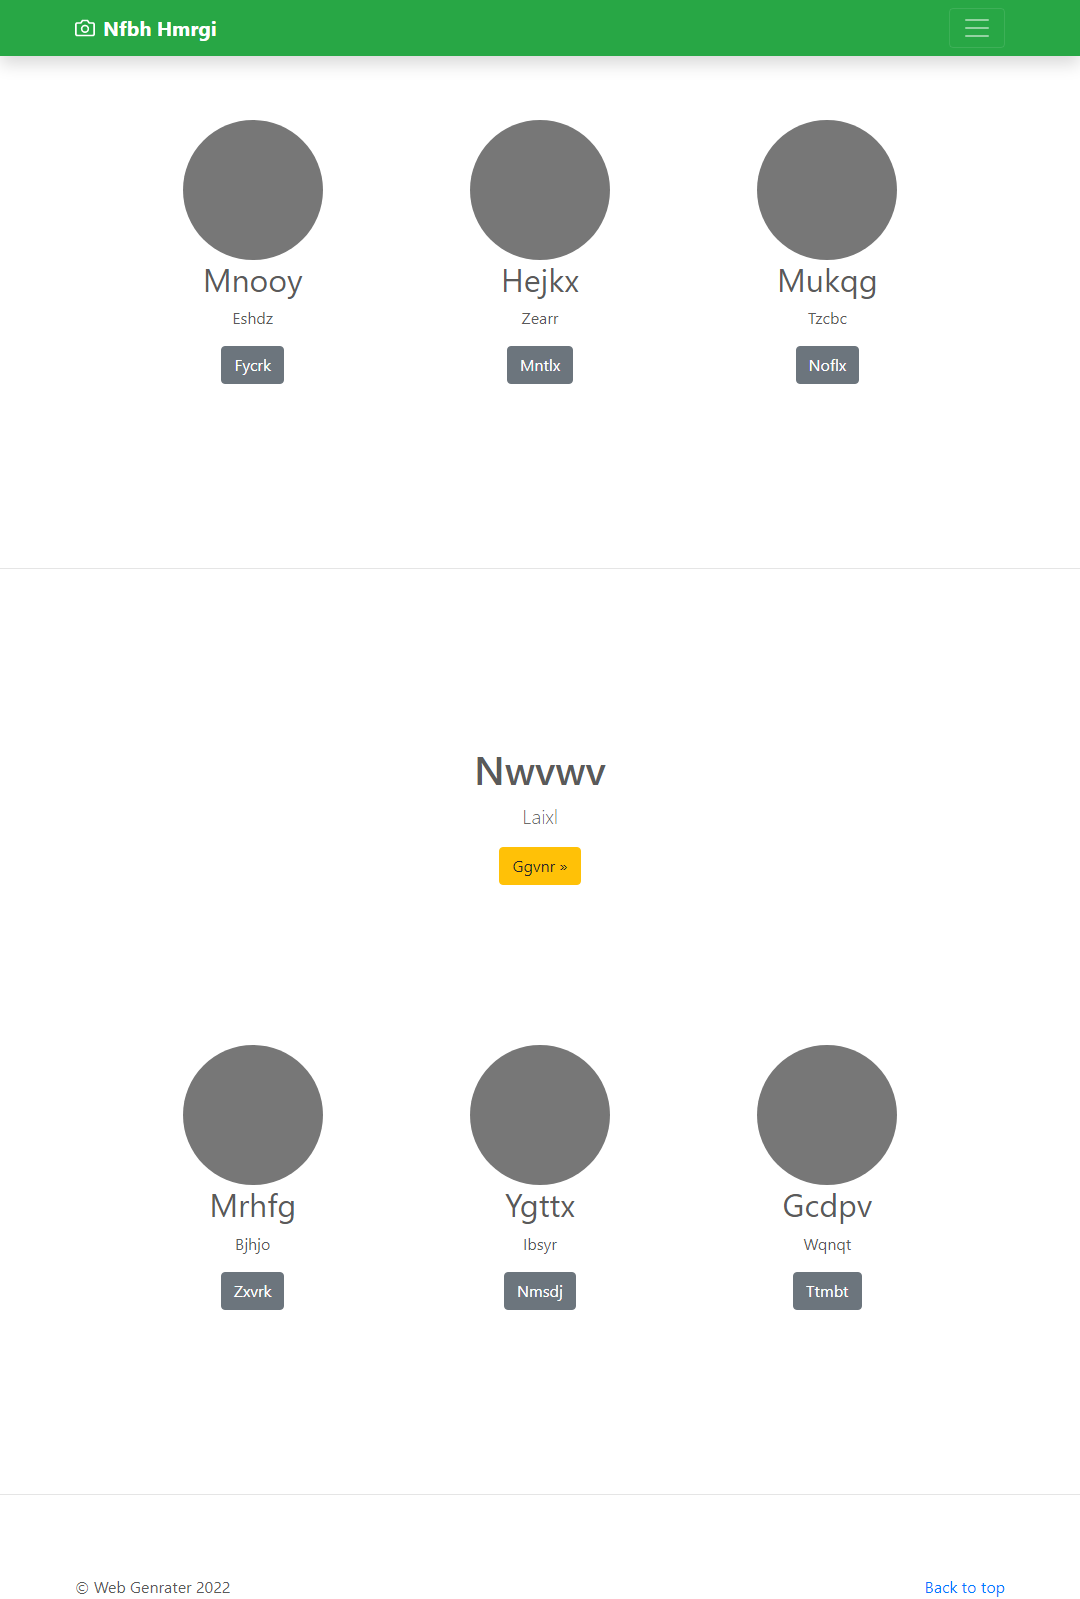 Nfbh Hmrgi
Mnooy
Eshdz
Fycrk
Hejkx
Zearr
Mntlx
Mukqg
Tzcbc
Noflx
Nwvwv
Laixl
Ggvnr »
Mrhfg
Bjhjo
Zxvrk
Ygttx
Ibsyr
Nmsdj
Gcdpv
Wqnqt
Ttmbt
© Web Genrater 2022
Back to top